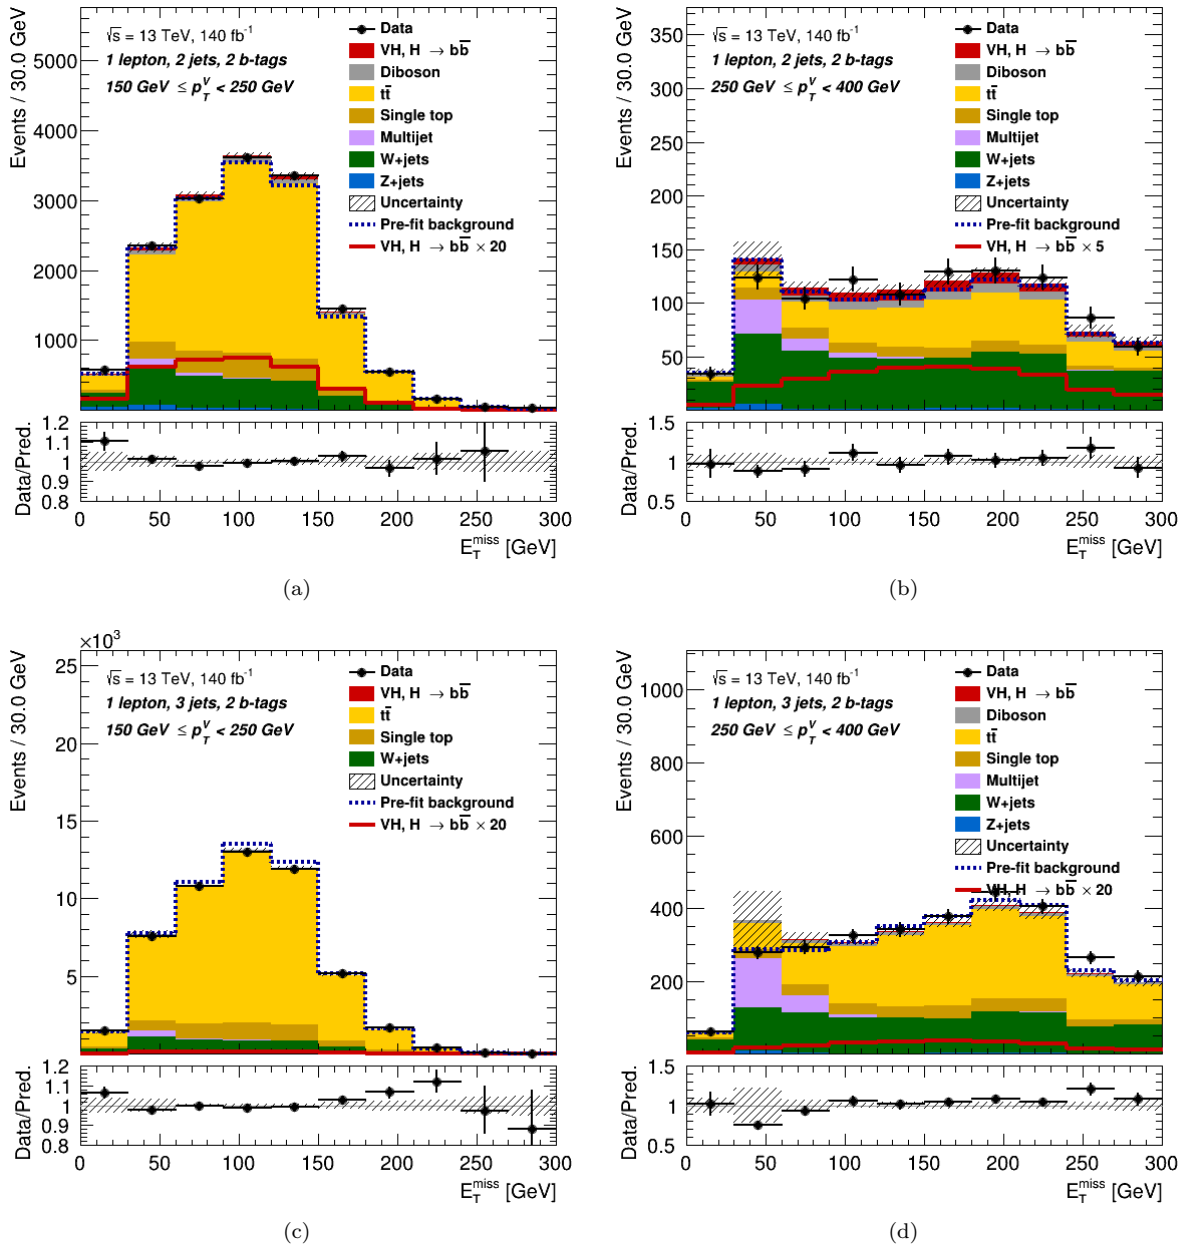 Events / 30.0 GeV
5000
4000
3000
2000
1000
√s = 13 TeV, 140 fb⁻¹
1 lepton, 2 jets, 2 b-tags
150 GeV ≤ p_T^V < 250 GeV
Data
VH, H → bb̅
Diboson
tt̅
Single top
Multijet
W+jets
Z+jets
Uncertainty
Pre-fit background
VH, H → bb̅ × 20
Data/Pred.
1.2
1.1
1
0.9
0.8
0 50 100 150 200 250 300
E_T^miss [GeV]
(a)
Events / 30.0 GeV
350
300
250
200
150
100
50
√s = 13 TeV, 140 fb⁻¹
1 lepton, 2 jets, 2 b-tags
250 GeV ≤ p_T^V < 400 GeV
Data
VH, H → bb̅
Diboson
tt̅
Single top
Multijet
W+jets
Z+jets
Uncertainty
Pre-fit background
VH, H → bb̅ × 5
Data/Pred.
1.5
1
0.5
0 50 100 150 200 250 300
E_T^miss [GeV]
(b)
×10³
Events / 30.0 GeV
25
20
15
10
5
√s = 13 TeV, 140 fb⁻¹
1 lepton, 3 jets, 2 b-tags
150 GeV ≤ p_T^V < 250 GeV
Data
VH, H → bb̅
tt̅
Single top
W+jets
Uncertainty
Pre-fit background
VH, H → bb̅ × 20
Data/Pred.
1.2
1.1
1
0.9
0.8
0 50 100 150 200 250 300
E_T^miss [GeV]
(c)
Events / 30.0 GeV
1000
800
600
400
200
√s = 13 TeV, 140 fb⁻¹
1 lepton, 3 jets, 2 b-tags
250 GeV ≤ p_T^V < 400 GeV
Data
VH, H → bb̅
Diboson
tt̅
Single top
Multijet
W+jets
Z+jets
Uncertainty
Pre-fit background
VH, H → bb̅ × 20
Data/Pred.
1.5
1
0.5
0 50 100 150 200 250 300
E_T^miss [GeV]
(d)